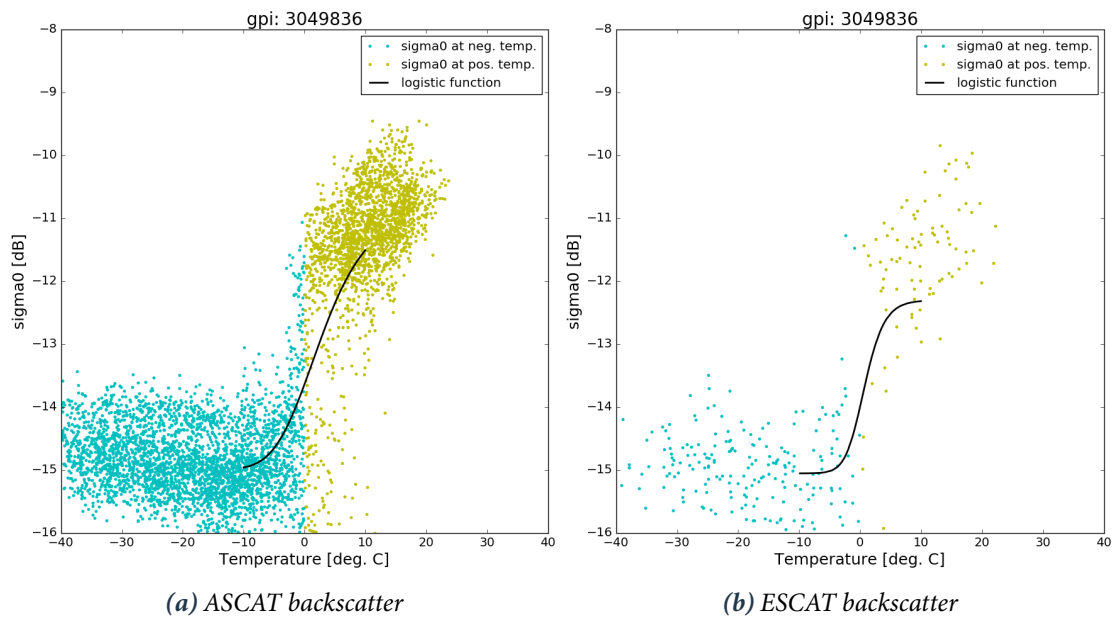 gpi: 3049836
sigma0 at neg. temp.
sigma0 at pos. temp.
logistic function
−8
−9
−10
−11
−12
−13
−14
−15
−16
sigma0 [dB]
−40 −30 −20 −10 0 10 20 30 40
Temperature [deg. C]
(a) ASCAT backscatter
gpi: 3049836
sigma0 at neg. temp.
sigma0 at pos. temp.
logistic function
−8
−9
−10
−11
−12
−13
−14
−15
−16
sigma0 [dB]
−40 −30 −20 −10 0 10 20 30 40
Temperature [deg. C]
(b) ESCAT backscatter